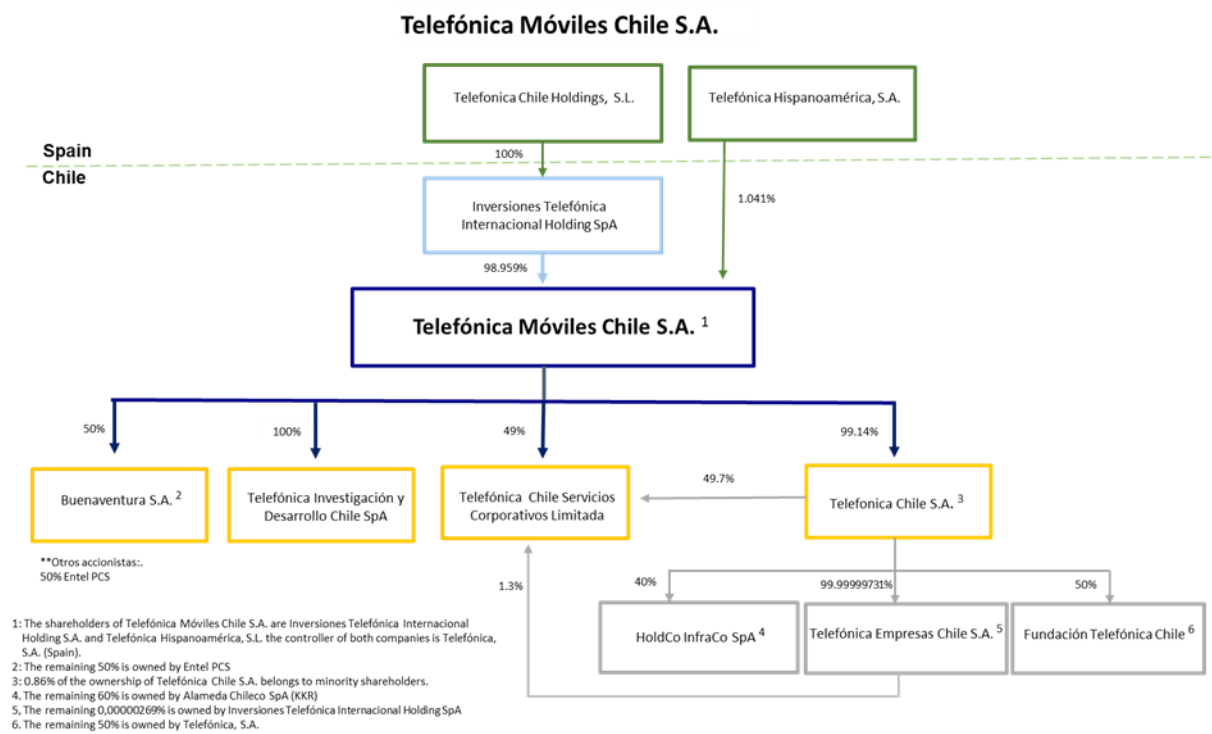 Telefónica Móviles Chile S.A.
Telefonica Chile Holdings, S.L.
Telefónica Hispanoamérica, S.A.
Spain
100%
Chile
Inversiones Telefónica
Internacional Holding SpA
1.041%
98.959%
Telefónica Móviles Chile S.A. 1
50%
100%
49%
99.14%
Buenaventura S.A. 2
Telefónica Investigación y
Desarrollo Chile SpA
Telefónica Chile Servicios
Corporativos Limitada
49.7%
Telefonica Chile S.A. 3
**Otros accionistas:.
50% Entel PCS
1.3%
40%
99.99999731%
50%
HoldCo InfraCo SpA 4
Telefónica Empresas Chile S.A. 5
Fundación Telefónica Chile 6
1: The shareholders of Telefónica Móviles Chile S.A. are Inversiones Telefónica Internacional
Holding S.A. and Telefónica Hispanoamérica, S.L. the controller of both companies is Telefónica,
S.A. (Spain).
2: The remaining 50% is owned by Entel PCS
3: 0.86% of the ownership of Telefónica Chile S.A. belongs to minority shareholders.
4. The remaining 60% is owned by Alameda Chileco SpA (KKR)
5, The remaining 0,00000269% is owned by Inversiones Telefónica Internacional Holding SpA
6. The remaining 50% is owned by Telefónica, S.A.